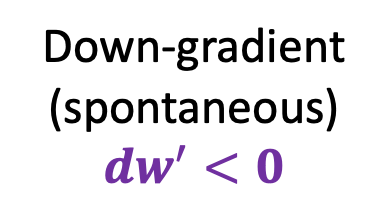 Down-gradient
(spontaneous)
dw′ < 0